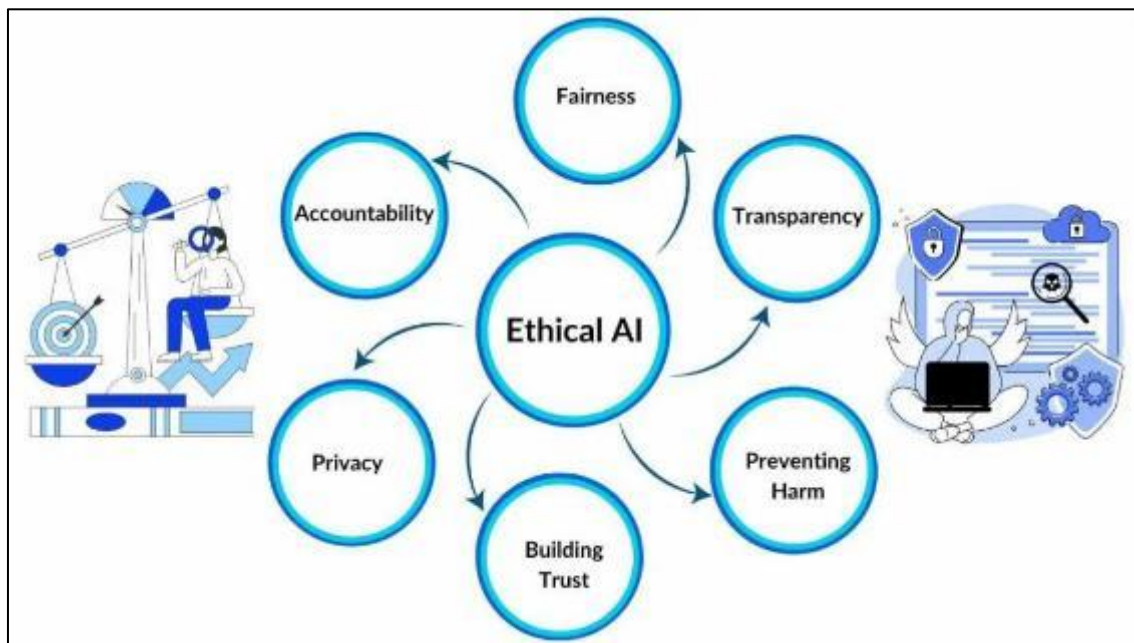 Fairness
Accountability
Transparency
Ethical AI
Privacy
Preventing
Harm
Building
Trust